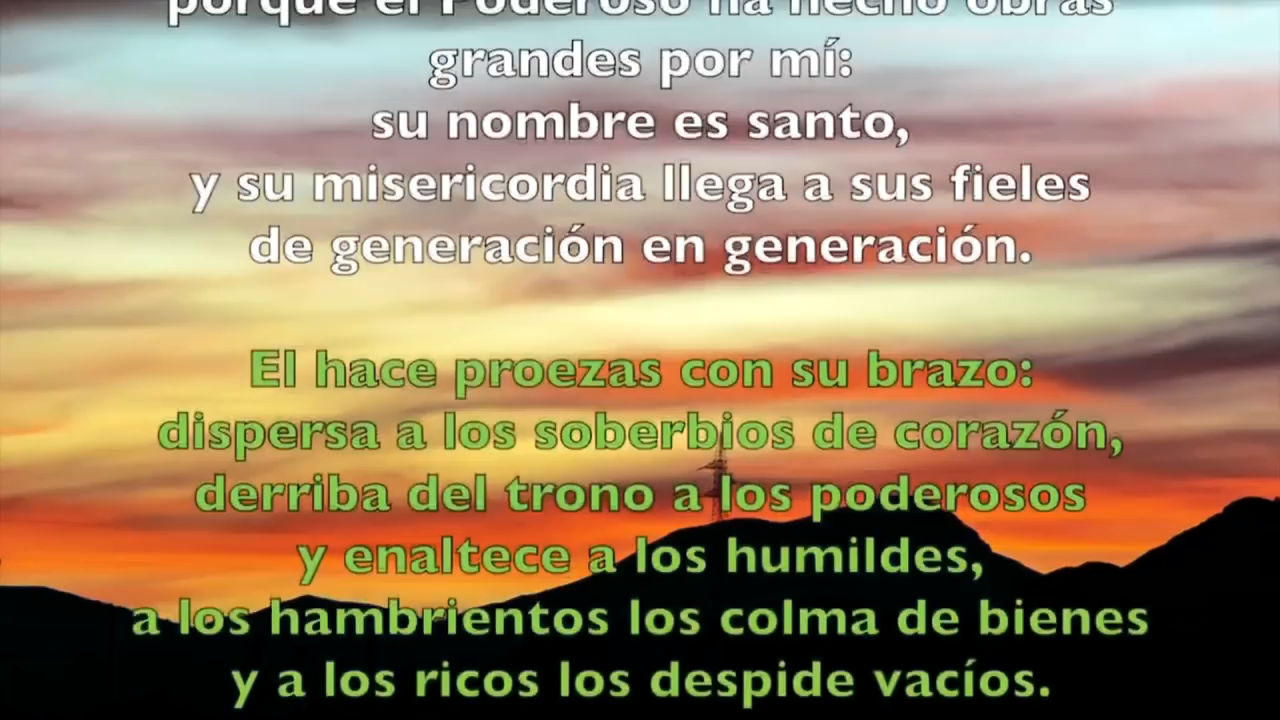 porque el Poderoso ha hecho obras
grandes por mí:
su nombre es santo,
y su misericordia llega a sus fieles
de generación en generación.
El hace proezas con su brazo:
dispersa a los soberbios de corazón,
derriba del trono a los poderosos
y enaltece a los humildes,
a los hambrientos los colma de bienes
y a los ricos los despide vacíos.